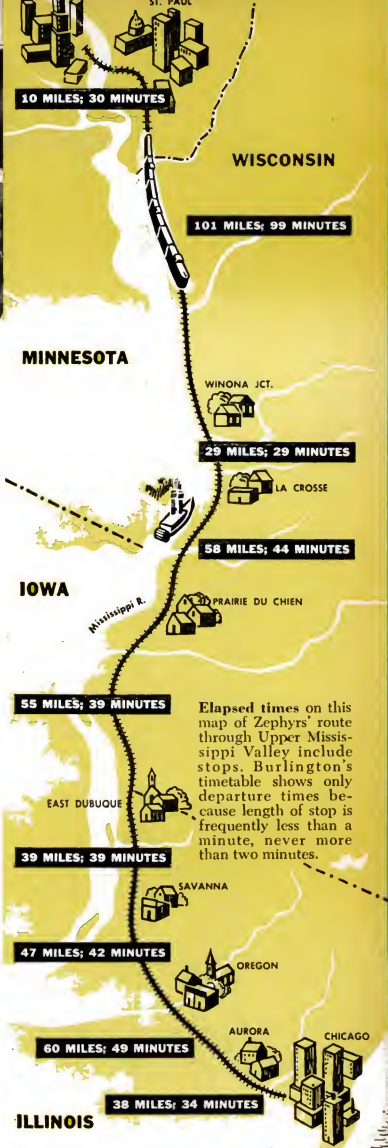 ST. PAUL
10 MILES; 30 MINUTES
WISCONSIN
101 MILES; 99 MINUTES
MINNESOTA
WINONA JCT.
29 MILES; 29 MINUTES
LA CROSSE
58 MILES; 44 MINUTES
IOWA
Mississippi R.
PRAIRIE DU CHIEN
55 MILES; 39 MINUTES
Elapsed times on this
map of Zephyrs' route
through Upper Missis-
sippi Valley include
stops. Burlington's
timetable shows only
departure times be-
cause length of stop is
frequently less than a
minute, never more
than two minutes.
EAST DUBUQUE
39 MILES; 39 MINUTES
SAVANNA
47 MILES; 42 MINUTES
OREGON
AURORA
CHICAGO
60 MILES; 49 MINUTES
38 MILES; 34 MINUTES
ILLINOIS